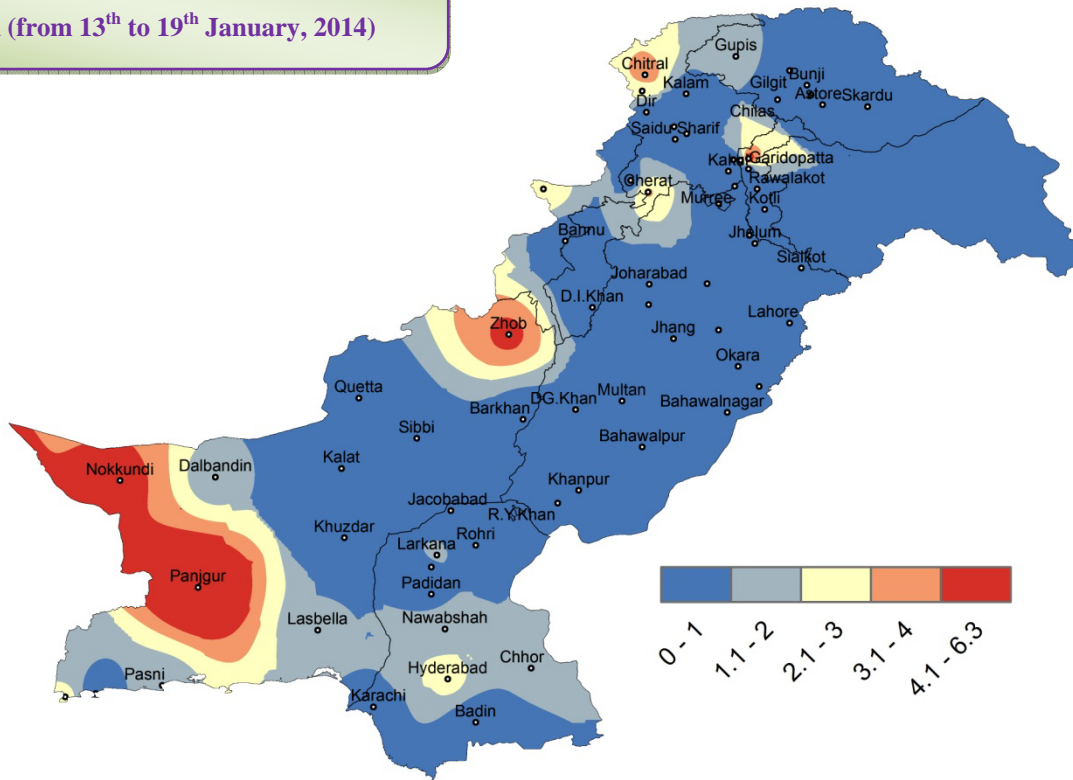 (from 13th to 19th January, 2014)
Gupis
Chitral
Bunji
Gilgit
Kalam
Astore
Skardu
Dir
Chilas
Saidu Sharif
Garidopatta
Cherat
Rawalakot
Murree
Kotli
Bannu
Jhelum
Sialkot
Joharabad
D.I.Khan
Lahore
Zhob
Jhang
Okara
Quetta
DG.Khan
Multan
Barkhan
Bahawalnagar
Sibbi
Bahawalpur
Nokkundi
Dalbandin
Kalat
Khanpur
Jacobabad
R.Y.Khan
Khuzdar
Rohri
Larkana
Panjgur
Padidan
Lasbella
Nawabshah
Pasni
Hyderabad
Chhor
Karachi
Badin
0 - 1
1.1 - 2
2.1 - 3
3.1 - 4
4.1 - 6.3